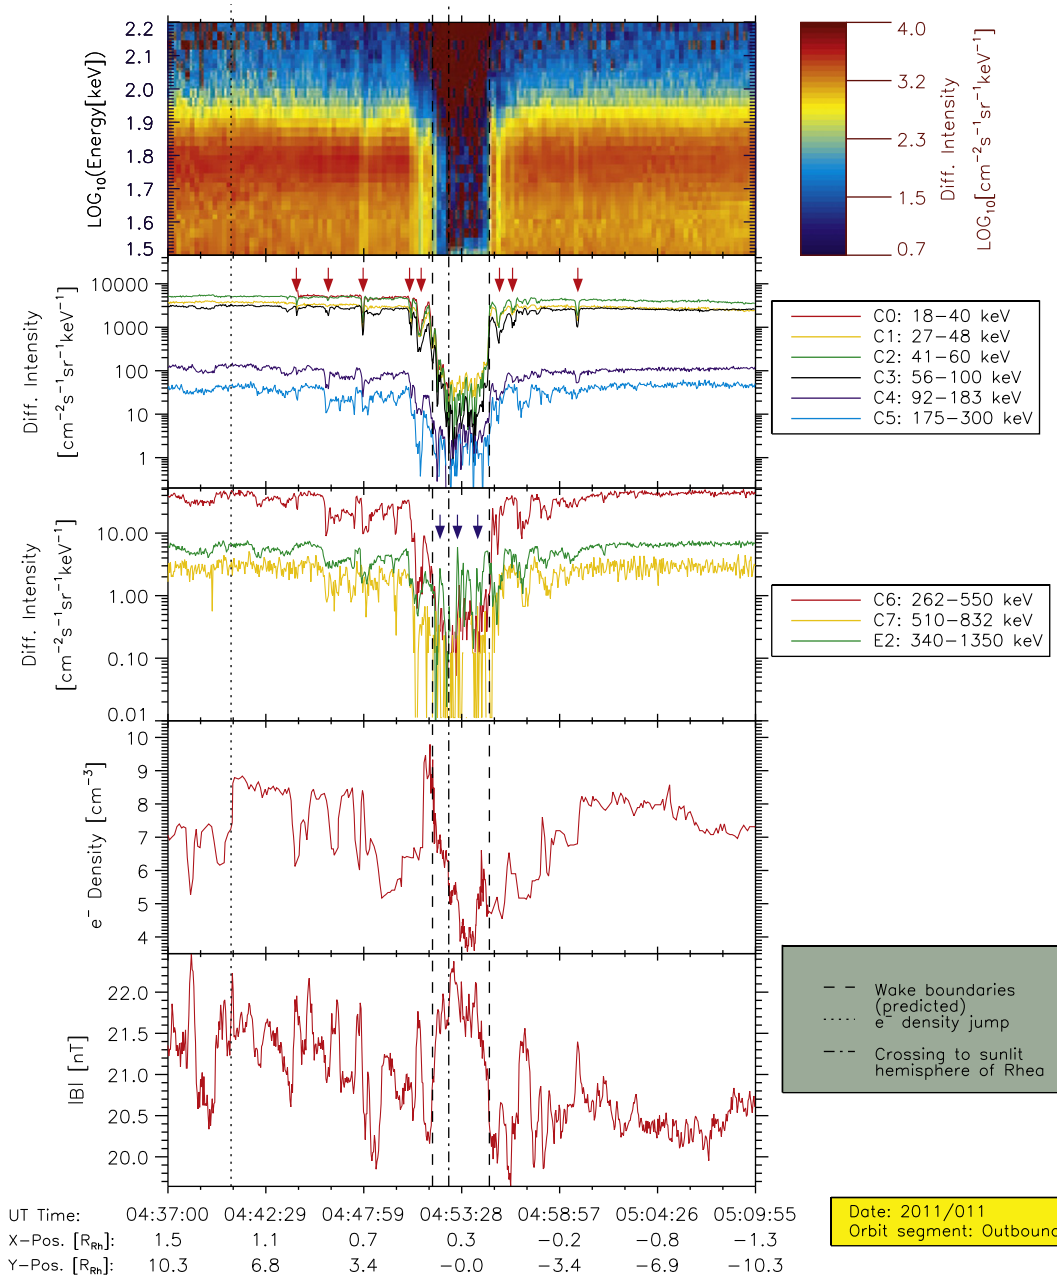 2.2
2.1
2.0
1.9
1.8
1.7
1.6
1.5
LOG₁₀(Energy[keV])
4.0
3.2
2.3
1.5
0.7
Diff. Intensity
LOG₁₀[cm⁻²s⁻¹sr⁻¹keV⁻¹]
10000
1000
100
10
1
Diff. Intensity
[cm⁻²s⁻¹sr⁻¹keV⁻¹]
C0: 18−40 keV
C1: 27−48 keV
C2: 41−60 keV
C3: 56−100 keV
C4: 92−183 keV
C5: 175−300 keV
10.00
1.00
0.10
0.01
Diff. Intensity
[cm⁻²s⁻¹sr⁻¹keV⁻¹]
C6: 262−550 keV
C7: 510−832 keV
E2: 340−1350 keV
10
9
8
7
6
5
4
e⁻ Density [cm⁻³]
22.0
21.5
21.0
20.5
20.0
|B| [nT]
Wake boundaries
(predicted)
e⁻ density jump
Crossing to sunlit
hemisphere of Rhea
UT Time: 04:37:00 04:42:29 04:47:59 04:53:28 04:58:57 05:04:26 05:09:55
X−Pos. [R_Rh]: 1.5 1.1 0.7 0.3 −0.2 −0.8 −1.3
Y−Pos. [R_Rh]: 10.3 6.8 3.4 −0.0 −3.4 −6.9 −10.3
Date: 2011/011
Orbit segment: Outbound